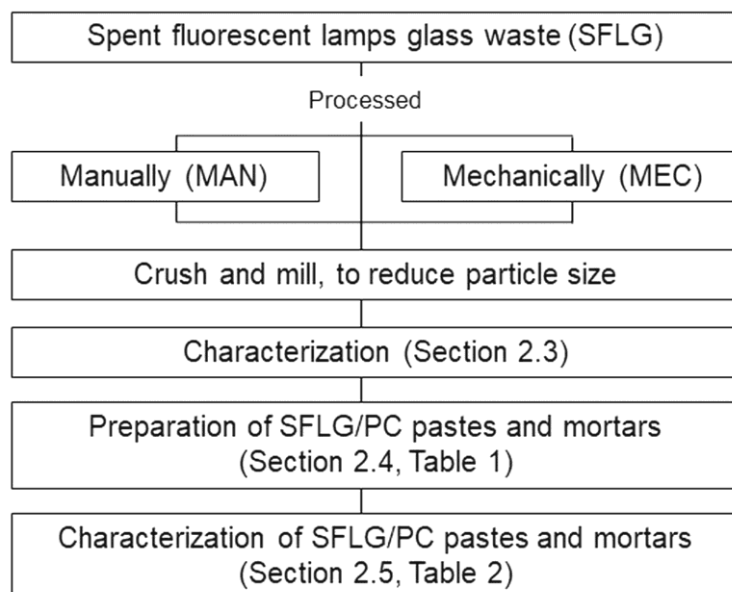 Spent fluorescent lamps glass waste (SFLG)
Processed
Manually (MAN)
Mechanically (MEC)
Crush and mill, to reduce particle size
Characterization (Section 2.3)
Preparation of SFLG/PC pastes and mortars
(Section 2.4, Table 1)
Characterization of SFLG/PC pastes and mortars
(Section 2.5, Table 2)